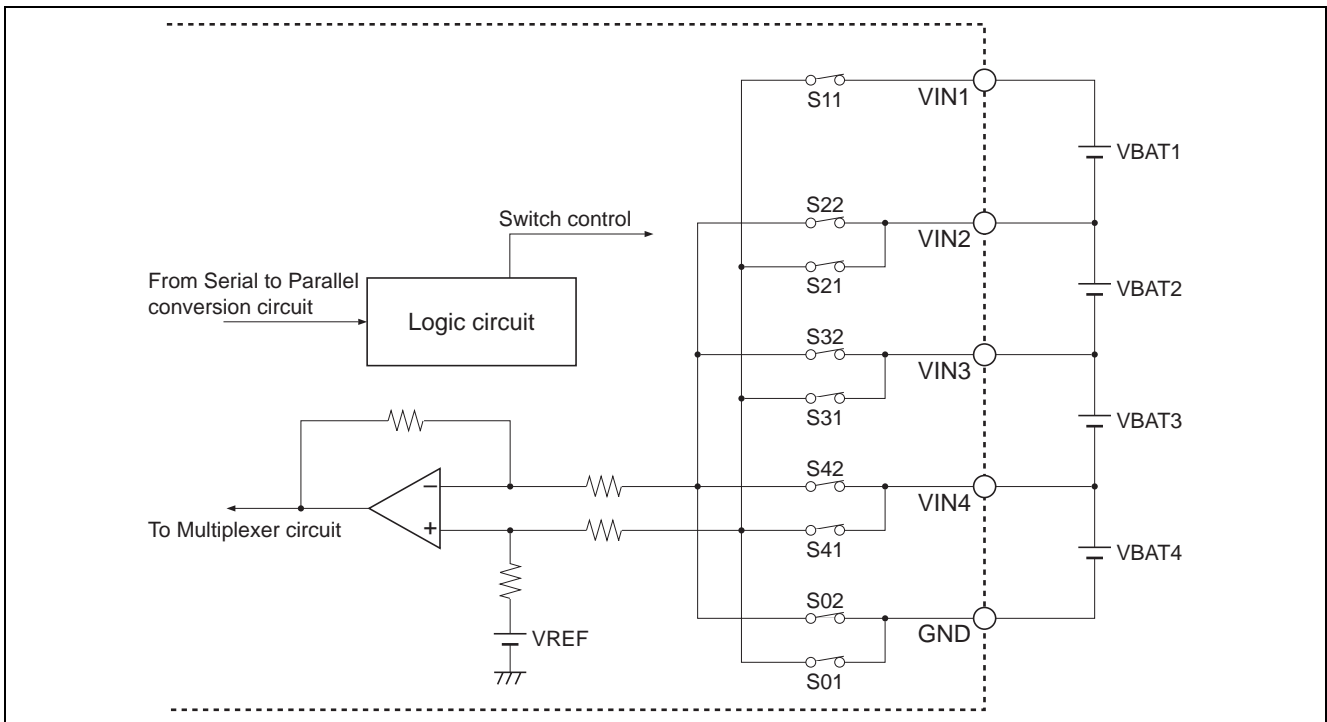 S11
VIN1
VBAT1
S22
Switch control
VIN2
From Serial to Parallel
conversion circuit
S21
VBAT2
Logic circuit
S32
VIN3
S31
VBAT3
S42
−
VIN4
+
To Multiplexer circuit
S41
VBAT4
S02
VREF
GND
S01